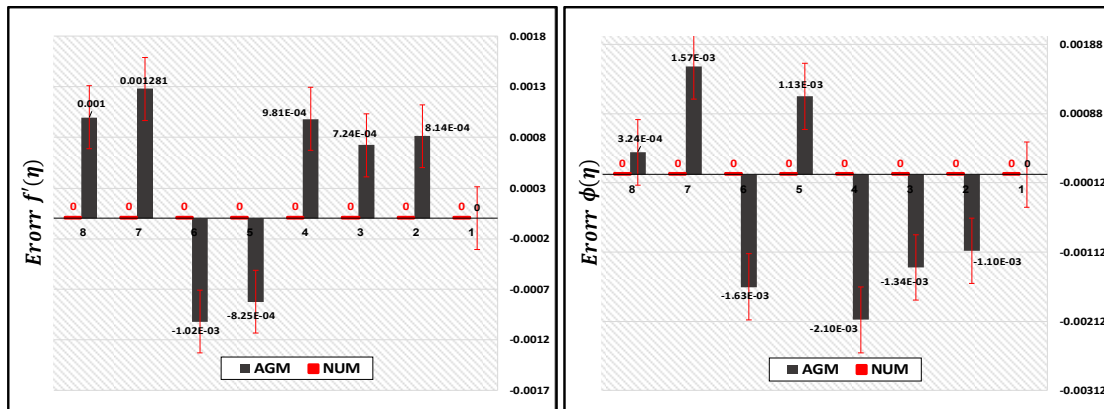 Erorr f'(η)
0.0018
0.0013
0.0008
0.0003
-0.0002
-0.0007
-0.0012
-0.0017
0.001
0.001281
9.81E-04
7.24E-04
8.14E-04
0
0 0 0 0 0 0 0 0
8 7 6 5 4 3 2 1
-1.02E-03
-8.25E-04
AGM NUM
Erorr ϕ(η)
0.00188
0.00088
-0.00012
-0.00112
-0.00212
-0.00312
3.24E-04
1.57E-03
1.13E-03
0
0 0 0 0 0 0 0 0
8 7 6 5 4 3 2 1
-1.63E-03
-2.10E-03
-1.34E-03
-1.10E-03
AGM NUM